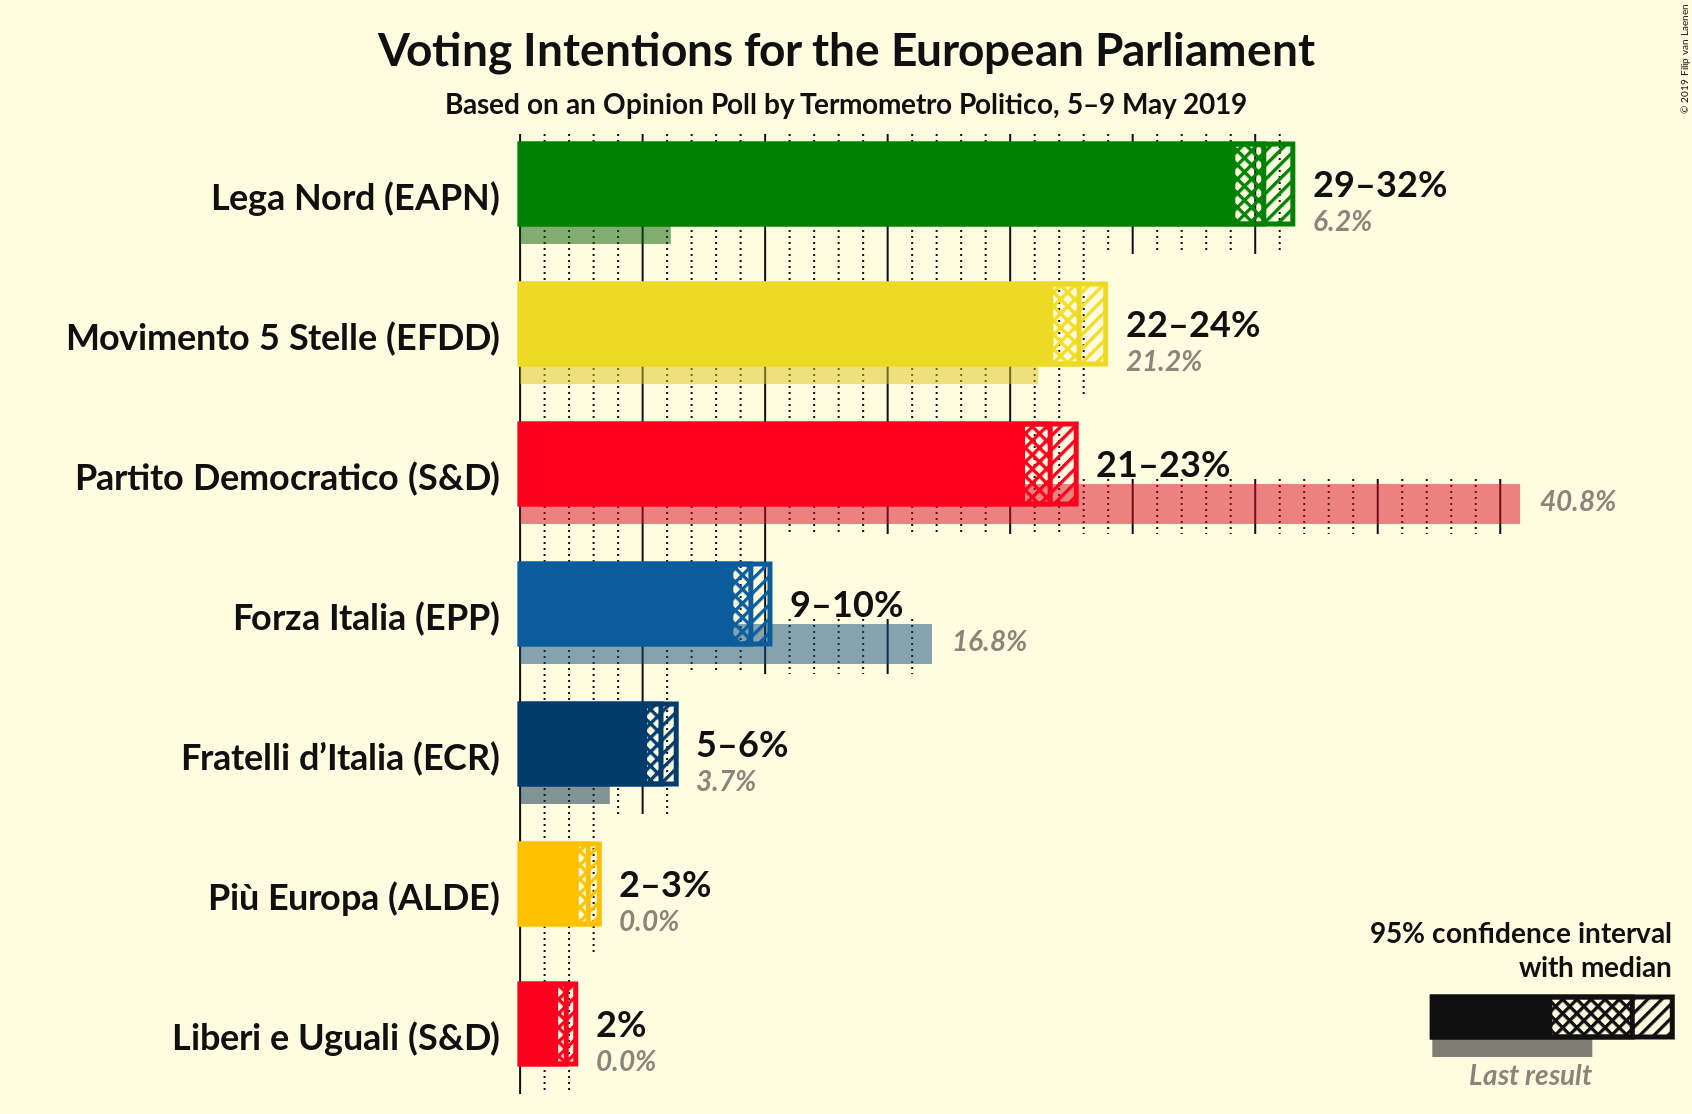 Voting Intentions for the European Parliament
Based on an Opinion Poll by Termometro Politico, 5–9 May 2019
© 2019 Filip van Laenen
Lega Nord (EAPN)
29–32%
6.2%
Movimento 5 Stelle (EFDD)
22–24%
21.2%
Partito Democratico (S&D)
21–23%
40.8%
Forza Italia (EPP)
9–10%
16.8%
Fratelli d’Italia (ECR)
5–6%
3.7%
Più Europa (ALDE)
2–3%
0.0%
Liberi e Uguali (S&D)
2%
0.0%
95% confidence interval
with median
Last result